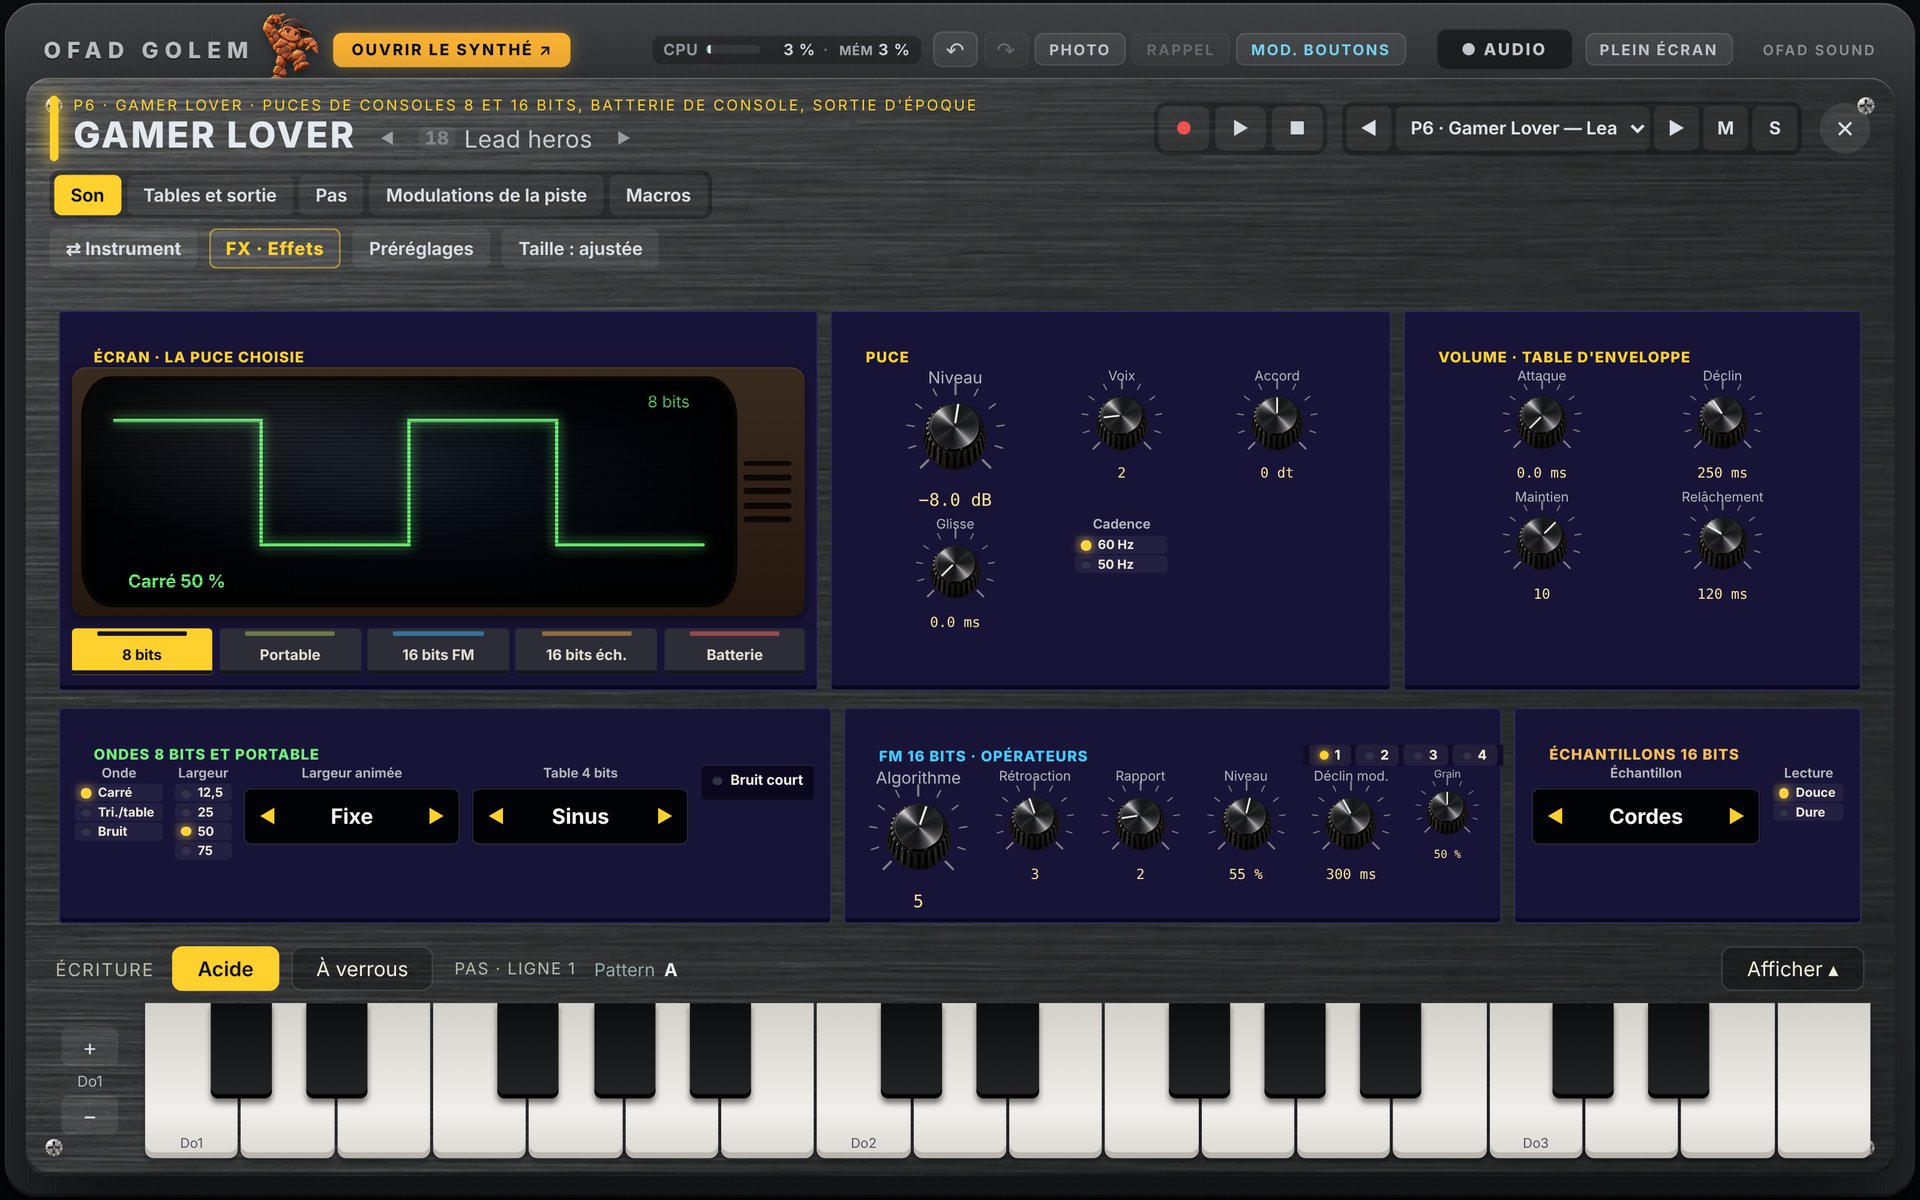 OFAD GOLEM
OUVRIR LE SYNTHÉ ↗
CPU 3 % · MÉM 3 %
PHOTO
RAPPEL
MOD. BOUTONS
AUDIO
PLEIN ÉCRAN
OFAD SOUND
P6 · GAMER LOVER · PUCES DE CONSOLES 8 ET 16 BITS, BATTERIE DE CONSOLE, SORTIE D'ÉPOQUE
GAMER LOVER
18 Lead heros
P6 · Gamer Lover — Lea
M
S
Son
Tables et sortie
Pas
Modulations de la piste
Macros
⇄ Instrument
FX · Effets
Préréglages
Taille : ajustée
ÉCRAN · LA PUCE CHOISIE
8 bits
Carré 50 %
8 bits
Portable
16 bits FM
16 bits éch.
Batterie
PUCE
Niveau
−8.0 dB
Voix
2
Accord
0 dt
Glisse
0.0 ms
Cadence
60 Hz
50 Hz
VOLUME · TABLE D'ENVELOPPE
Attaque
0.0 ms
Déclin
250 ms
Maintien
10
Relâchement
120 ms
ONDES 8 BITS ET PORTABLE
Onde
Carré
Tri./table
Bruit
Largeur
12,5
25
50
75
Largeur animée
Fixe
Table 4 bits
Sinus
Bruit court
FM 16 BITS · OPÉRATEURS
1
2
3
4
Algorithme
5
Rétroaction
3
Rapport
2
Niveau
55 %
Déclin mod.
300 ms
Grain
50 %
ÉCHANTILLONS 16 BITS
Échantillon
Cordes
Lecture
Douce
Dure
ÉCRITURE
Acide
À verrous
PAS · LIGNE 1
Pattern A
Afficher ▴
+
Do1
−
Do1
Do2
Do3